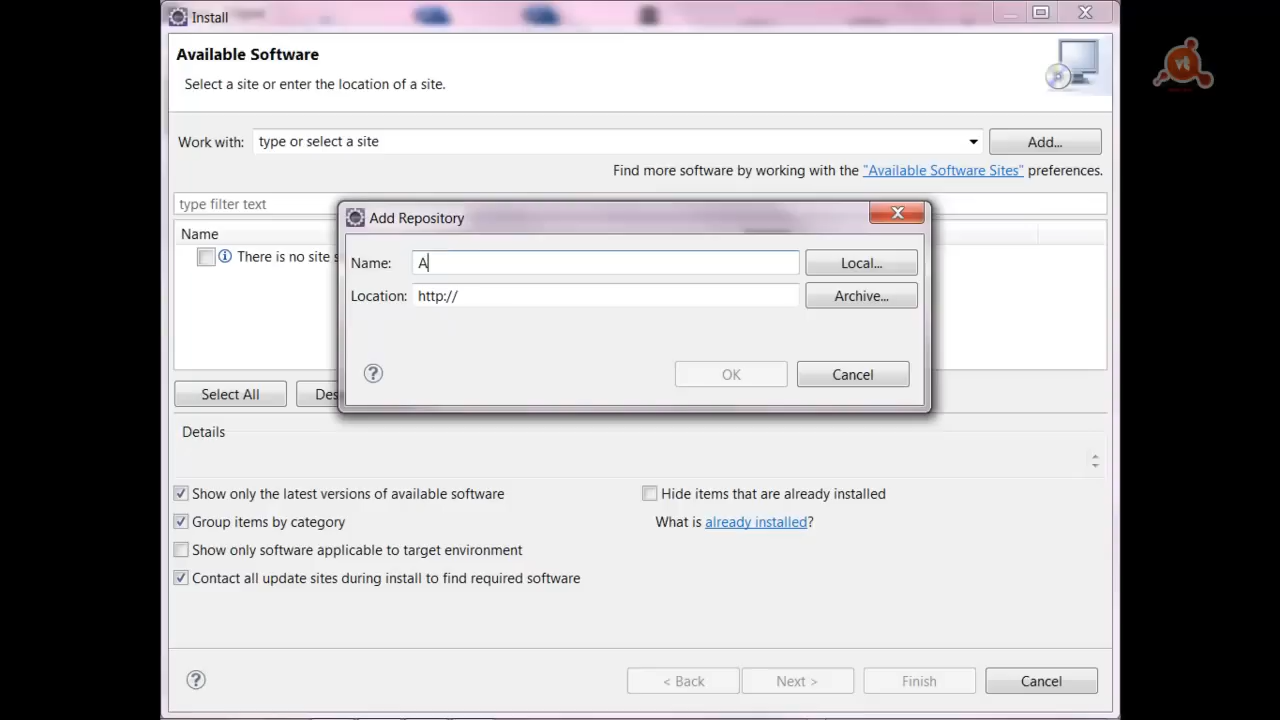 Install
Available Software
Select a site or enter the location of a site.
Work with: type or select a site Add...
Find more software by working with the "Available Software Sites" preferences.
type filter text
Name
There is no site s
Add Repository
Name: A Local...
Location: http:// Archive...
? OK Cancel
Select All Des
Details
Show only the latest versions of available software Hide items that are already installed
Group items by category What is already installed?
Show only software applicable to target environment
Contact all update sites during install to find required software
? < Back Next > Finish Cancel
vt